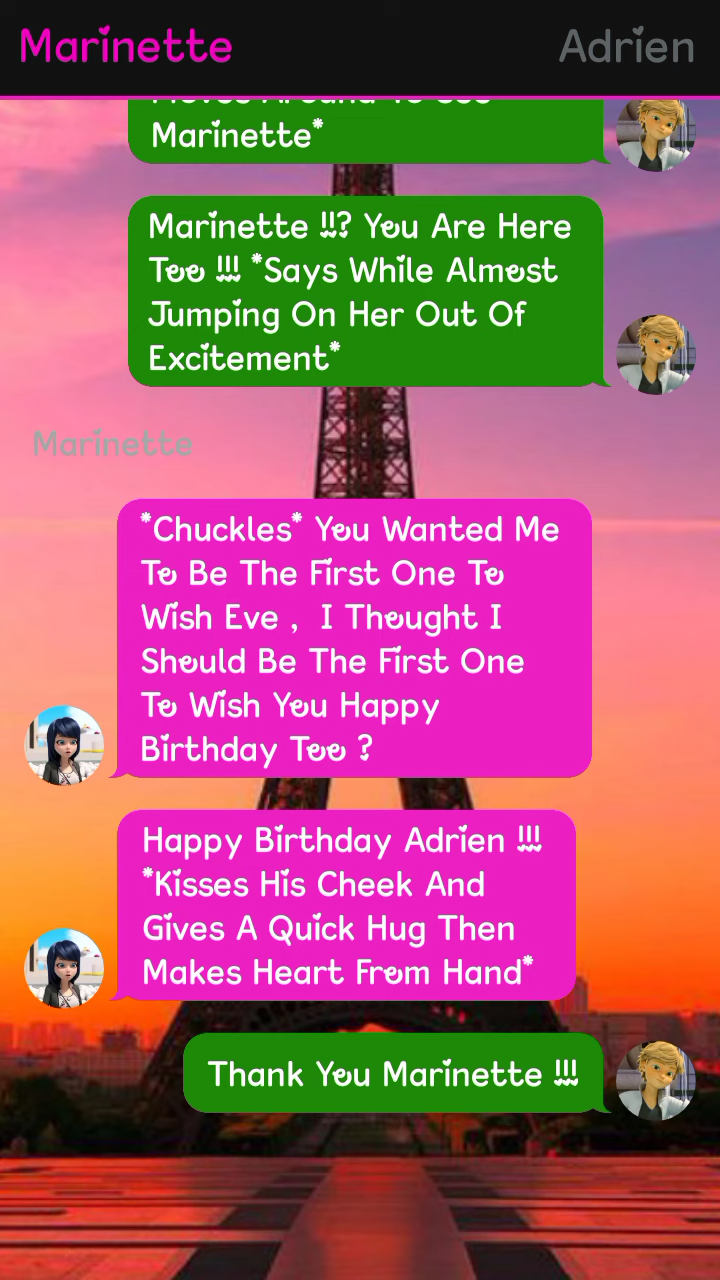 Marinette
Adrien
Marinette*
Marinette !!? You Are Here
Too !!! *Says While Almost
Jumping On Her Out Of
Excitement*
Marinette
*Chuckles* You Wanted Me
To Be The First One To
Wish Eve ,  I Thought I
Should Be The First One
To Wish You Happy
Birthday Too ?
Happy Birthday Adrien !!!
*Kisses His Cheek And
Gives A Quick Hug Then
Makes Heart From Hand*
Thank You Marinette !!!